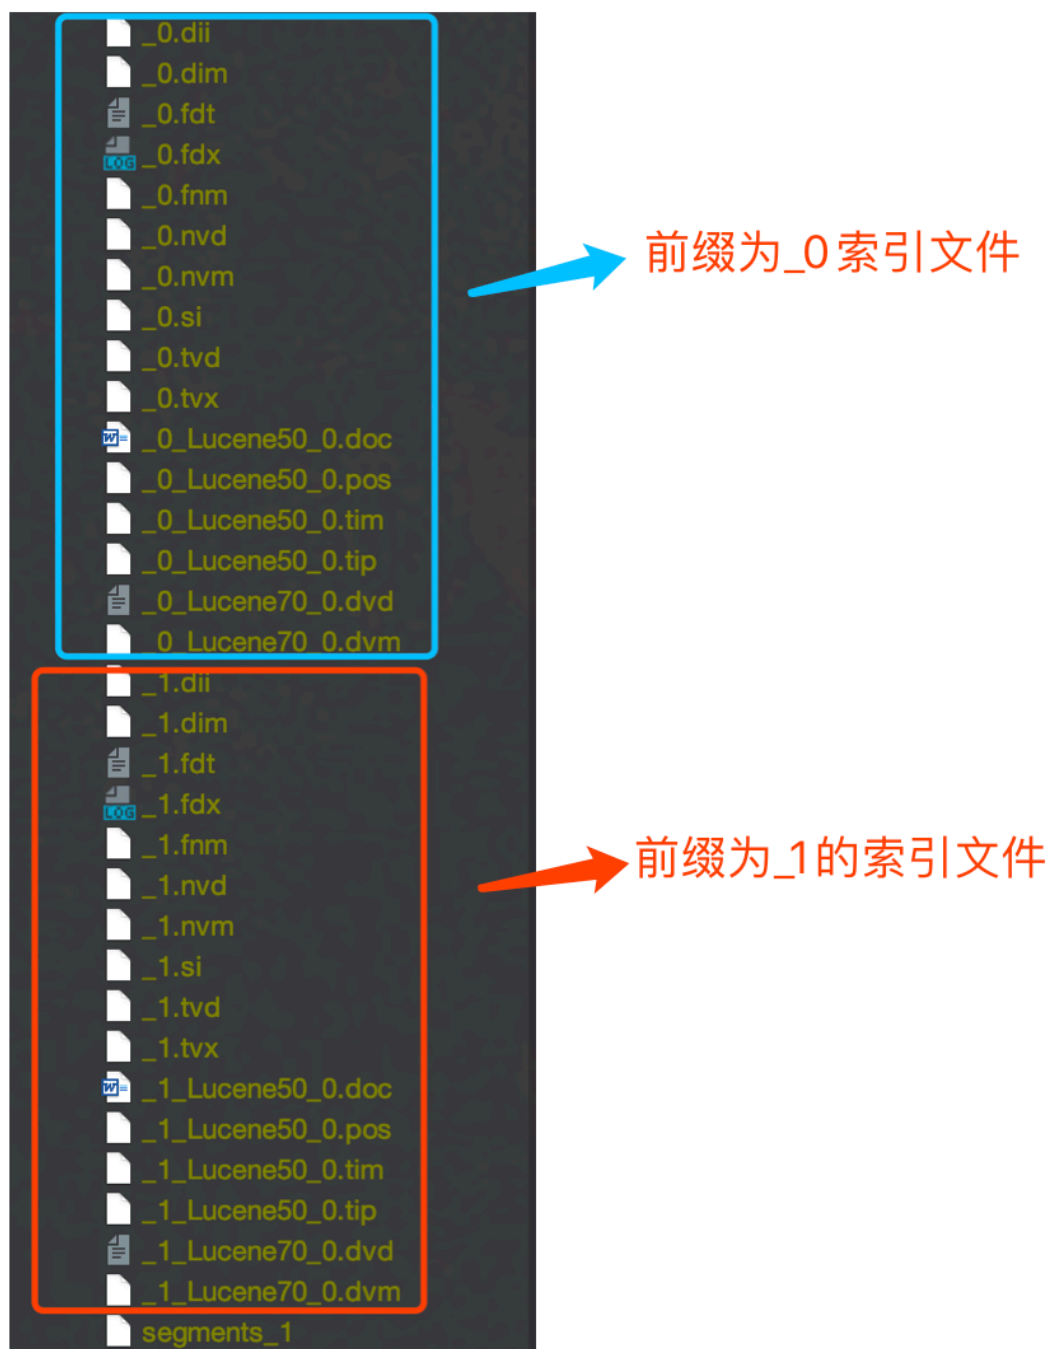 _0.dii
_0.dim
_0.fdt
LOG _0.fdx
_0.fnm
_0.nvd
_0.nvm
_0.si
_0.tvd
_0.tvx
W _0_Lucene50_0.doc
_0_Lucene50_0.pos
_0_Lucene50_0.tim
_0_Lucene50_0.tip
_0_Lucene70_0.dvd
_0_Lucene70_0.dvm
前缀为_0 索引文件
_1.dii
_1.dim
_1.fdt
LOG _1.fdx
_1.fnm
_1.nvd
_1.nvm
_1.si
_1.tvd
_1.tvx
W _1_Lucene50_0.doc
_1_Lucene50_0.pos
_1_Lucene50_0.tim
_1_Lucene50_0.tip
_1_Lucene70_0.dvd
_1_Lucene70_0.dvm
前缀为_1的索引文件
segments_1